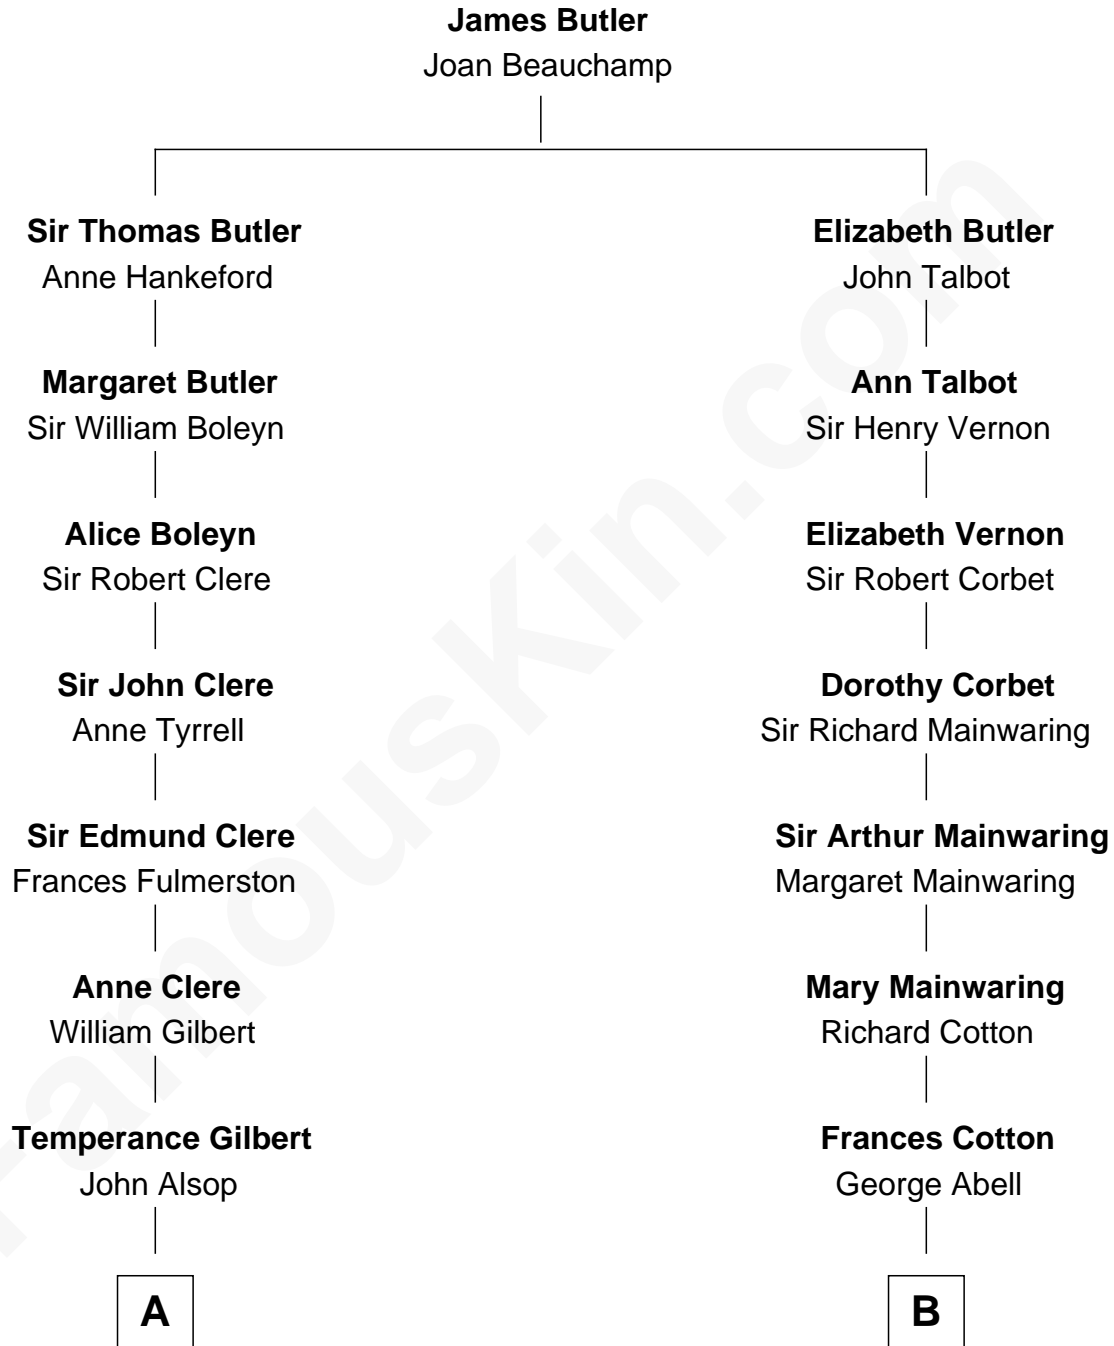 James Butler
Joan Beauchamp
Sir Thomas Butler
Anne Hankeford
Margaret Butler
Sir William Boleyn
Alice Boleyn
Sir Robert Clere
Sir John Clere
Anne Tyrrell
Sir Edmund Clere
Frances Fulmerston
Anne Clere
William Gilbert
Temperance Gilbert
John Alsop
A
Elizabeth Butler
John Talbot
Ann Talbot
Sir Henry Vernon
Elizabeth Vernon
Sir Robert Corbet
Dorothy Corbet
Sir Richard Mainwaring
Sir Arthur Mainwaring
Margaret Mainwaring
Mary Mainwaring
Richard Cotton
Frances Cotton
George Abell
B
FamousKin.com